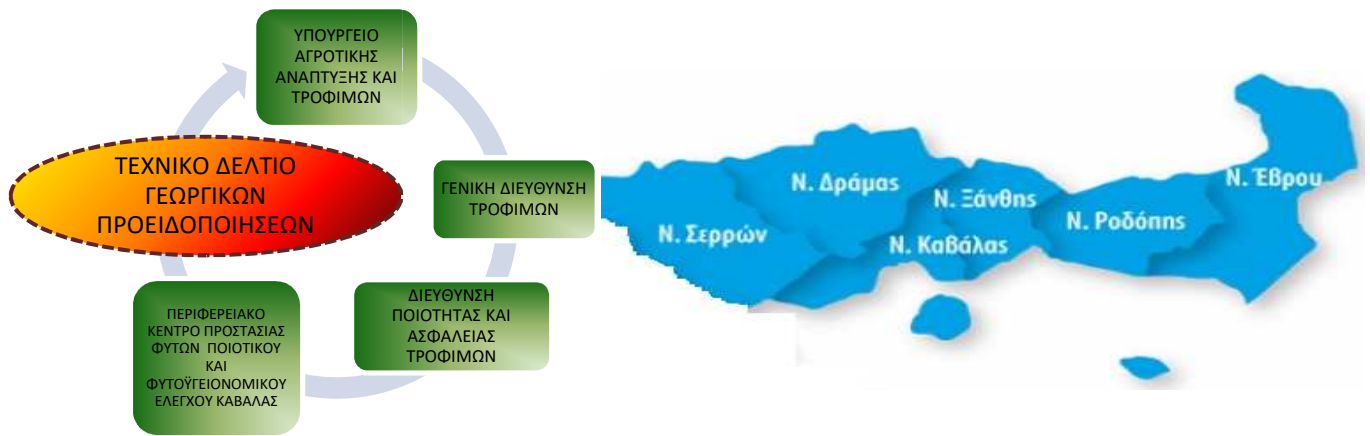 ΥΠΟΥΡΓΕΙΟ
ΑΓΡΟΤΙΚΗΣ
ΑΝΑΠΤΥΞΗΣ ΚΑΙ
ΤΡΟΦΙΜΩΝ
ΤΕΧΝΙΚΟ ΔΕΛΤΙΟ
ΓΕΩΡΓΙΚΩΝ
ΠΡΟΕΙΔΟΠΟΙΗΣΕΩΝ
ΓΕΝΙΚΗ ΔΙΕΥΘΥΝΣΗ
ΤΡΟΦΙΜΩΝ
ΔΙΕΥΘΥΝΣΗ
ΠΟΙΟΤΗΤΑΣ ΚΑΙ
ΑΣΦΑΛΕΙΑΣ
ΤΡΟΦΙΜΩΝ
ΠΕΡΙΦΕΡΕΙΑΚΟ
ΚΕΝΤΡΟ ΠΡΟΣΤΑΣΙΑΣ
ΦΥΤΩΝ ΠΟΙΟΤΙΚΟΥ
ΚΑΙ
ΦΥΤΟΫΓΕΙΟΝΟΜΙΚΟΥ
ΕΛΕΓΧΟΥ ΚΑΒΑΛΑΣ
Ν. Σερρών
Ν. Δράμας
Ν. Ξάνθης
Ν. Καβάλας
Ν. Ροδόπης
Ν. Έβρου